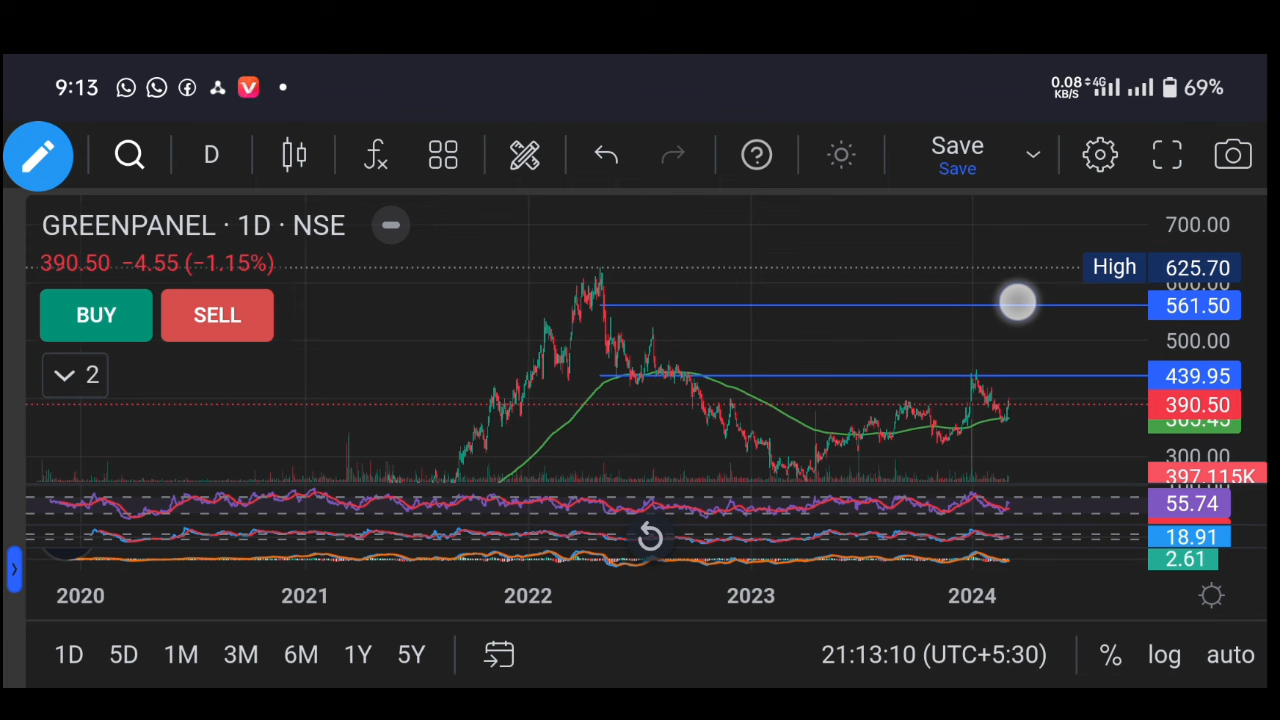 9:13
0.08 KB/S 4G 69%
D
Save
Save
GREENPANEL · 1D · NSE
390.50 −4.55 (−1.15%)
BUY SELL
2
700.00
High 625.70
600.00
561.50
500.00
439.95
390.50
365.45
300.00
397.115K
55.74
18.91
2.61
2020 2021 2022 2023 2024
1D 5D 1M 3M 6M 1Y 5Y
21:13:10 (UTC+5:30) % log auto